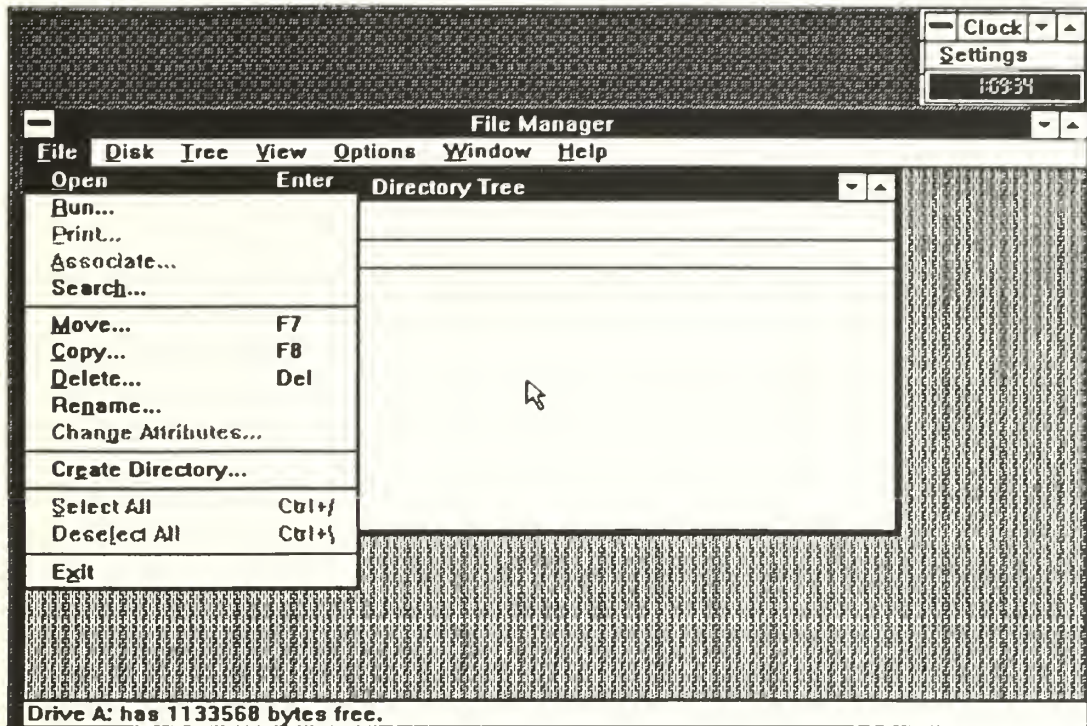 Clock
Settings
1:09:34
File Manager
File Disk Tree View Options Window Help
Open Enter
Directory Tree
Run...
Print...
Associate...
Search...
Move... F7
Copy... F8
Delete... Del
Rename...
Change Attributes...
Create Directory...
Select All Ctrl+/
Deselect All Ctrl+\
Exit
Drive A: has 1133568 bytes free.